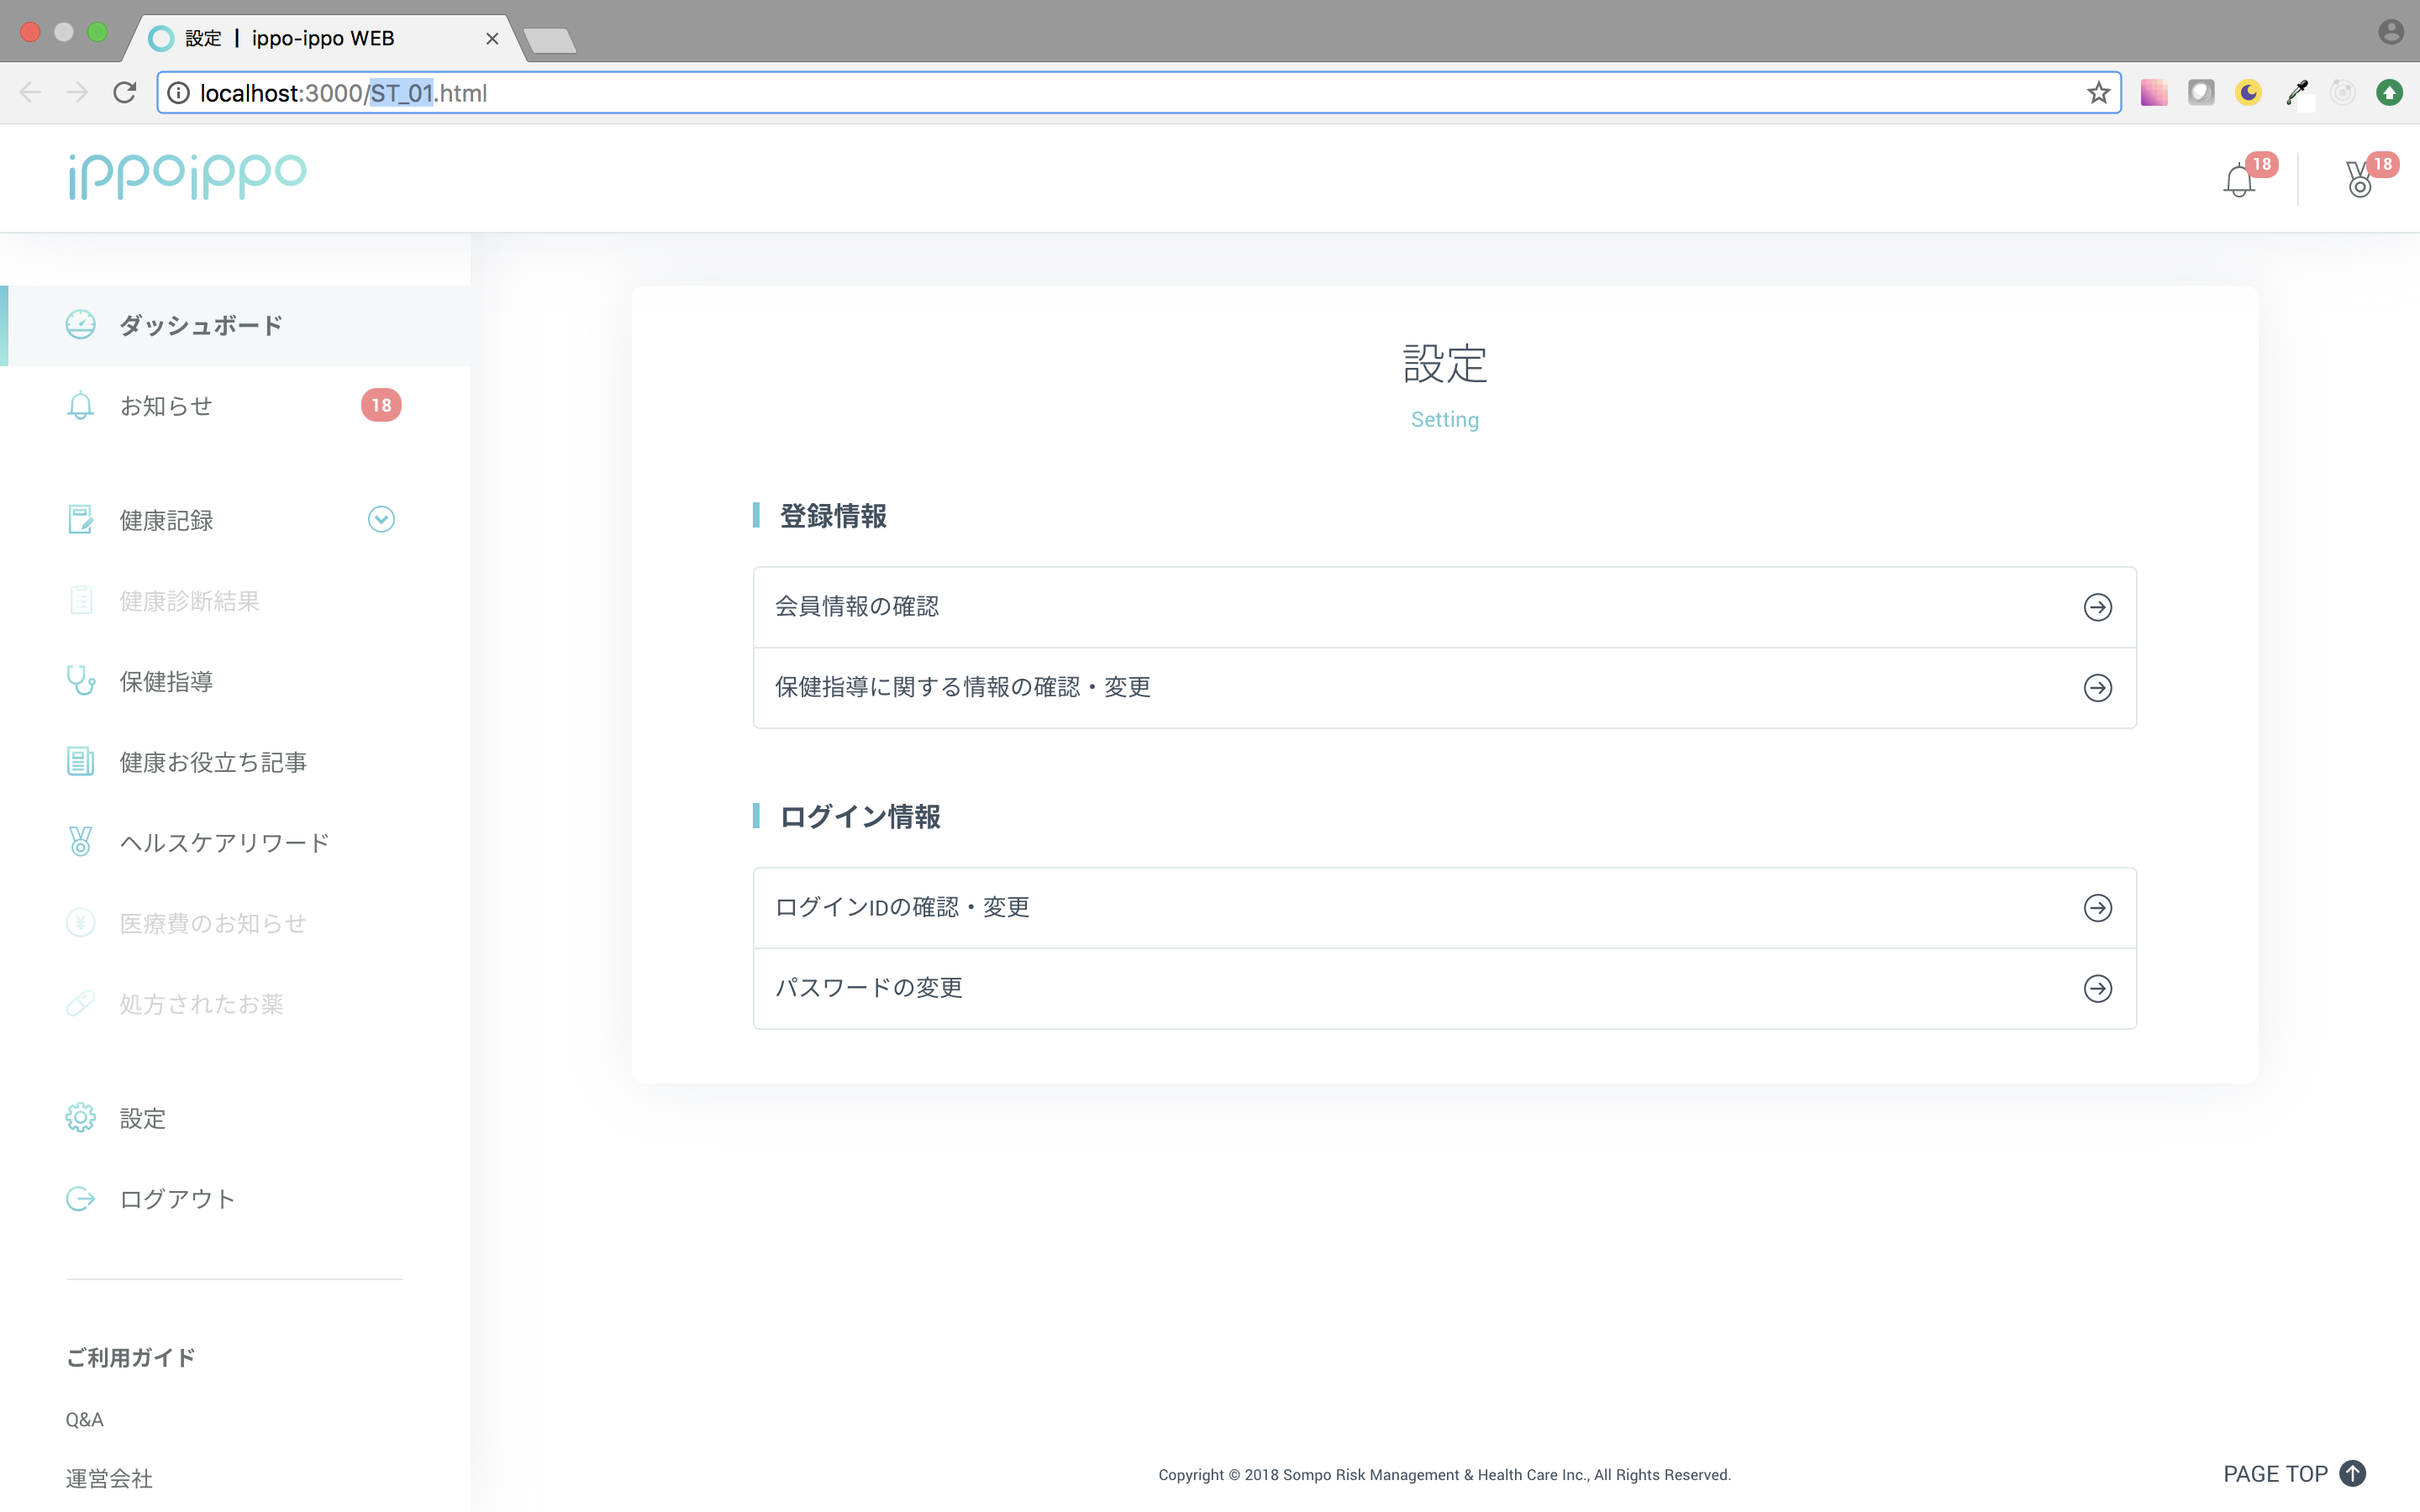 設定 | ippo-ippo WEB
localhost:3000/ST_01.html
ippoippo
18
18
ダッシュボード
お知らせ
18
健康記録
健康診断結果
保健指導
健康お役立ち記事
ヘルスケアリワード
医療費のお知らせ
処方されたお薬
設定
ログアウト
ご利用ガイド
Q&A
運営会社
設定
Setting
登録情報
会員情報の確認
保健指導に関する情報の確認・変更
ログイン情報
ログインIDの確認・変更
パスワードの変更
Copyright © 2018 Sompo Risk Management & Health Care Inc., All Rights Reserved.
PAGE TOP